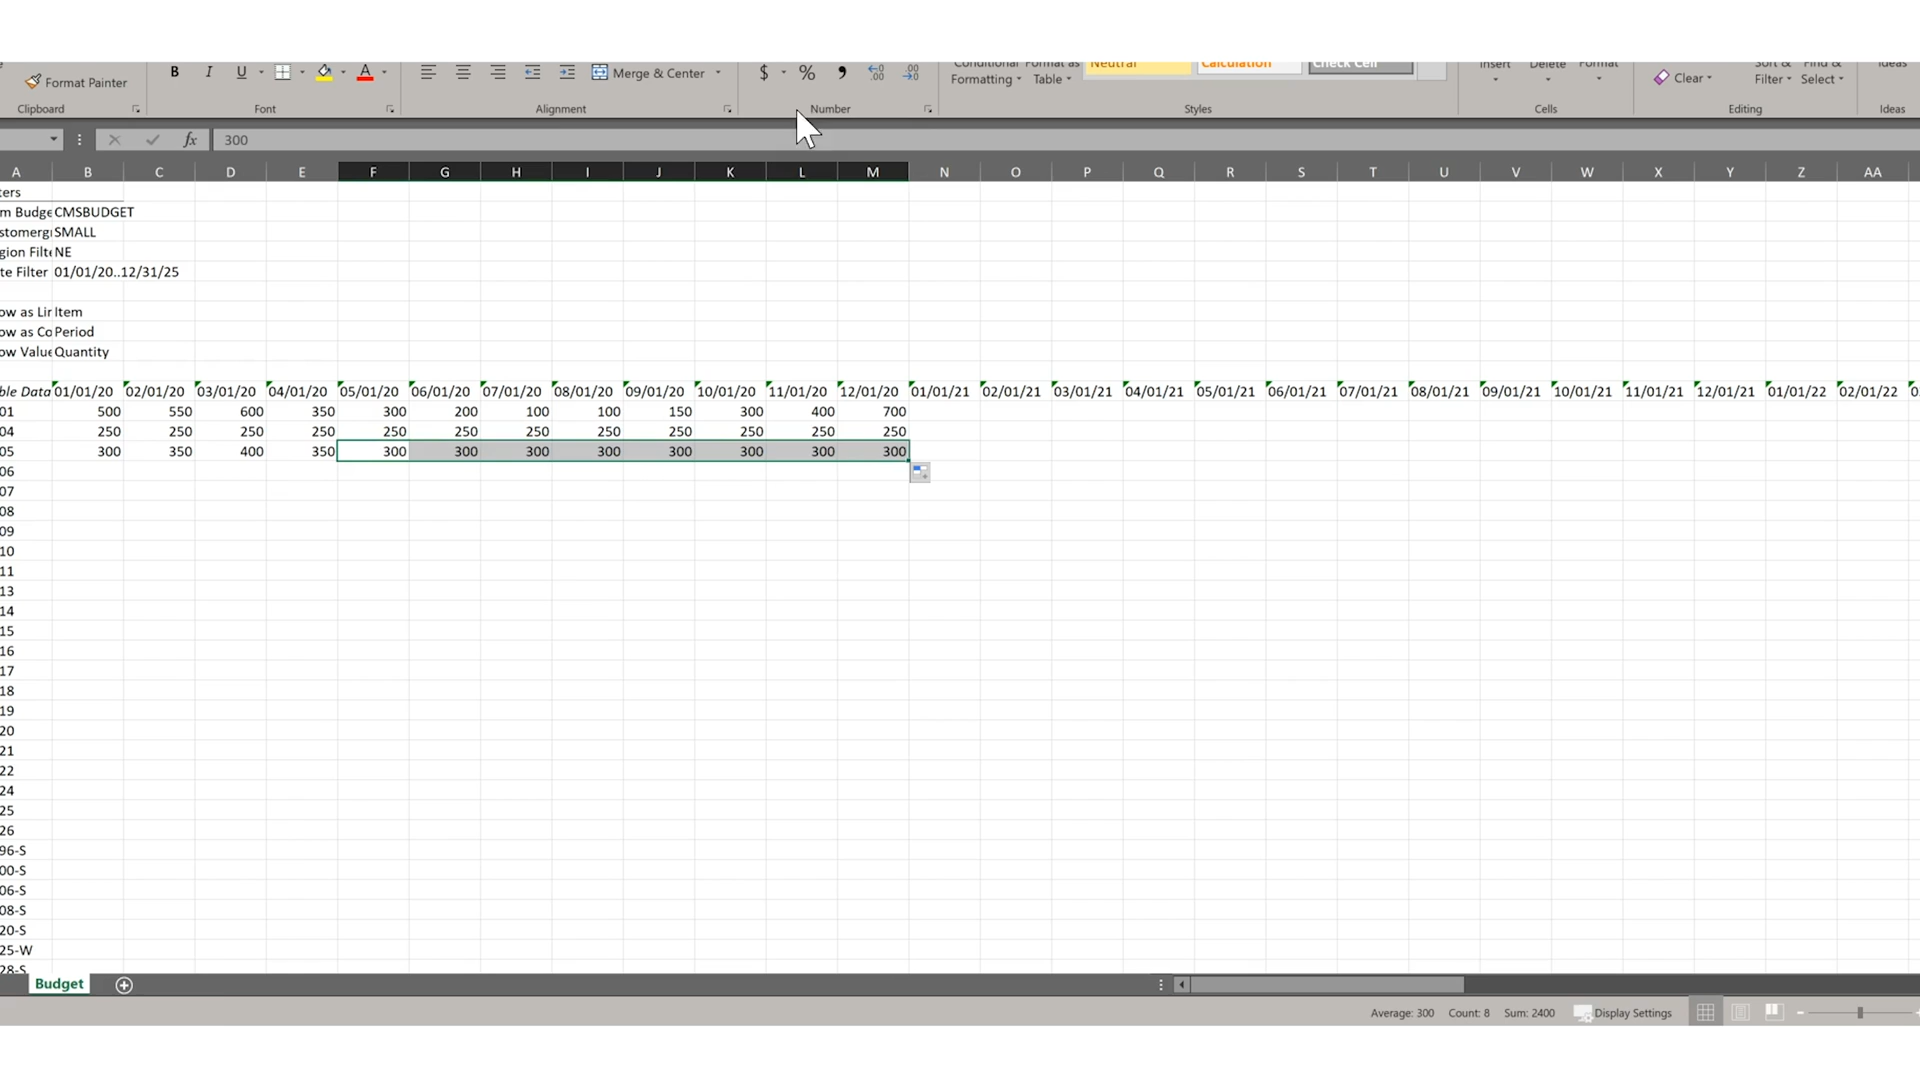 Format Painter B I U Merge & Center $ % Conditional Format as Neutral Calculation Check Cell Insert Delete Format Clear Sort & Find & Ideas
Formatting Table Filter Select
Clipboard Font Alignment Number Styles Cells Editing Ideas
fx 300
A B C D E F G H I J K L M N O P Q R S T U V W X Y Z AA
ters
m Budge CMSBUDGET
stomergr SMALL
gion Filte NE
te Filter 01/01/20..12/31/25
ow as Lir Item
ow as Co Period
ow Value Quantity
ble Data 01/01/20 02/01/20 03/01/20 04/01/20 05/01/20 06/01/20 07/01/20 08/01/20 09/01/20 10/01/20 11/01/20 12/01/20 01/01/21 02/01/21 03/01/21 04/01/21 05/01/21 06/01/21 07/01/21 08/01/21 09/01/21 10/01/21 11/01/21 12/01/21 01/01/22 02/01/22
01 500 550 600 350 300 200 100 100 150 300 400 700
04 250 250 250 250 250 250 250 250 250 250 250 250
05 300 350 400 350 300 300 300 300 300 300 300 300
06
07
08
09
10
11
13
14
15
16
17
18
19
20
21
22
24
25
26
96-S
00-S
06-S
08-S
20-S
25-W
28-S
Budget
Average: 300 Count: 8 Sum: 2400 Display Settings